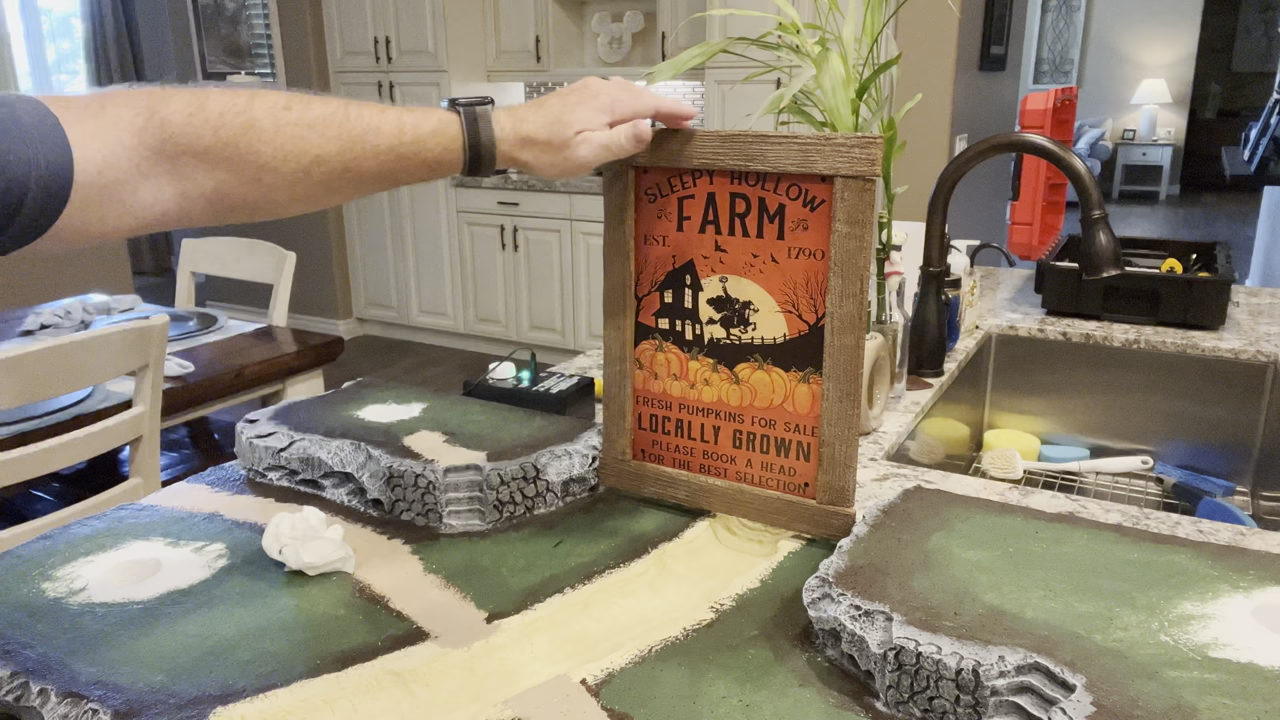 SLEEPY HOLLOW
FARM
EST. 1790
FRESH PUMPKINS FOR SALE
LOCALLY GROWN
PLEASE BOOK A HEAD
FOR THE BEST SELECTION